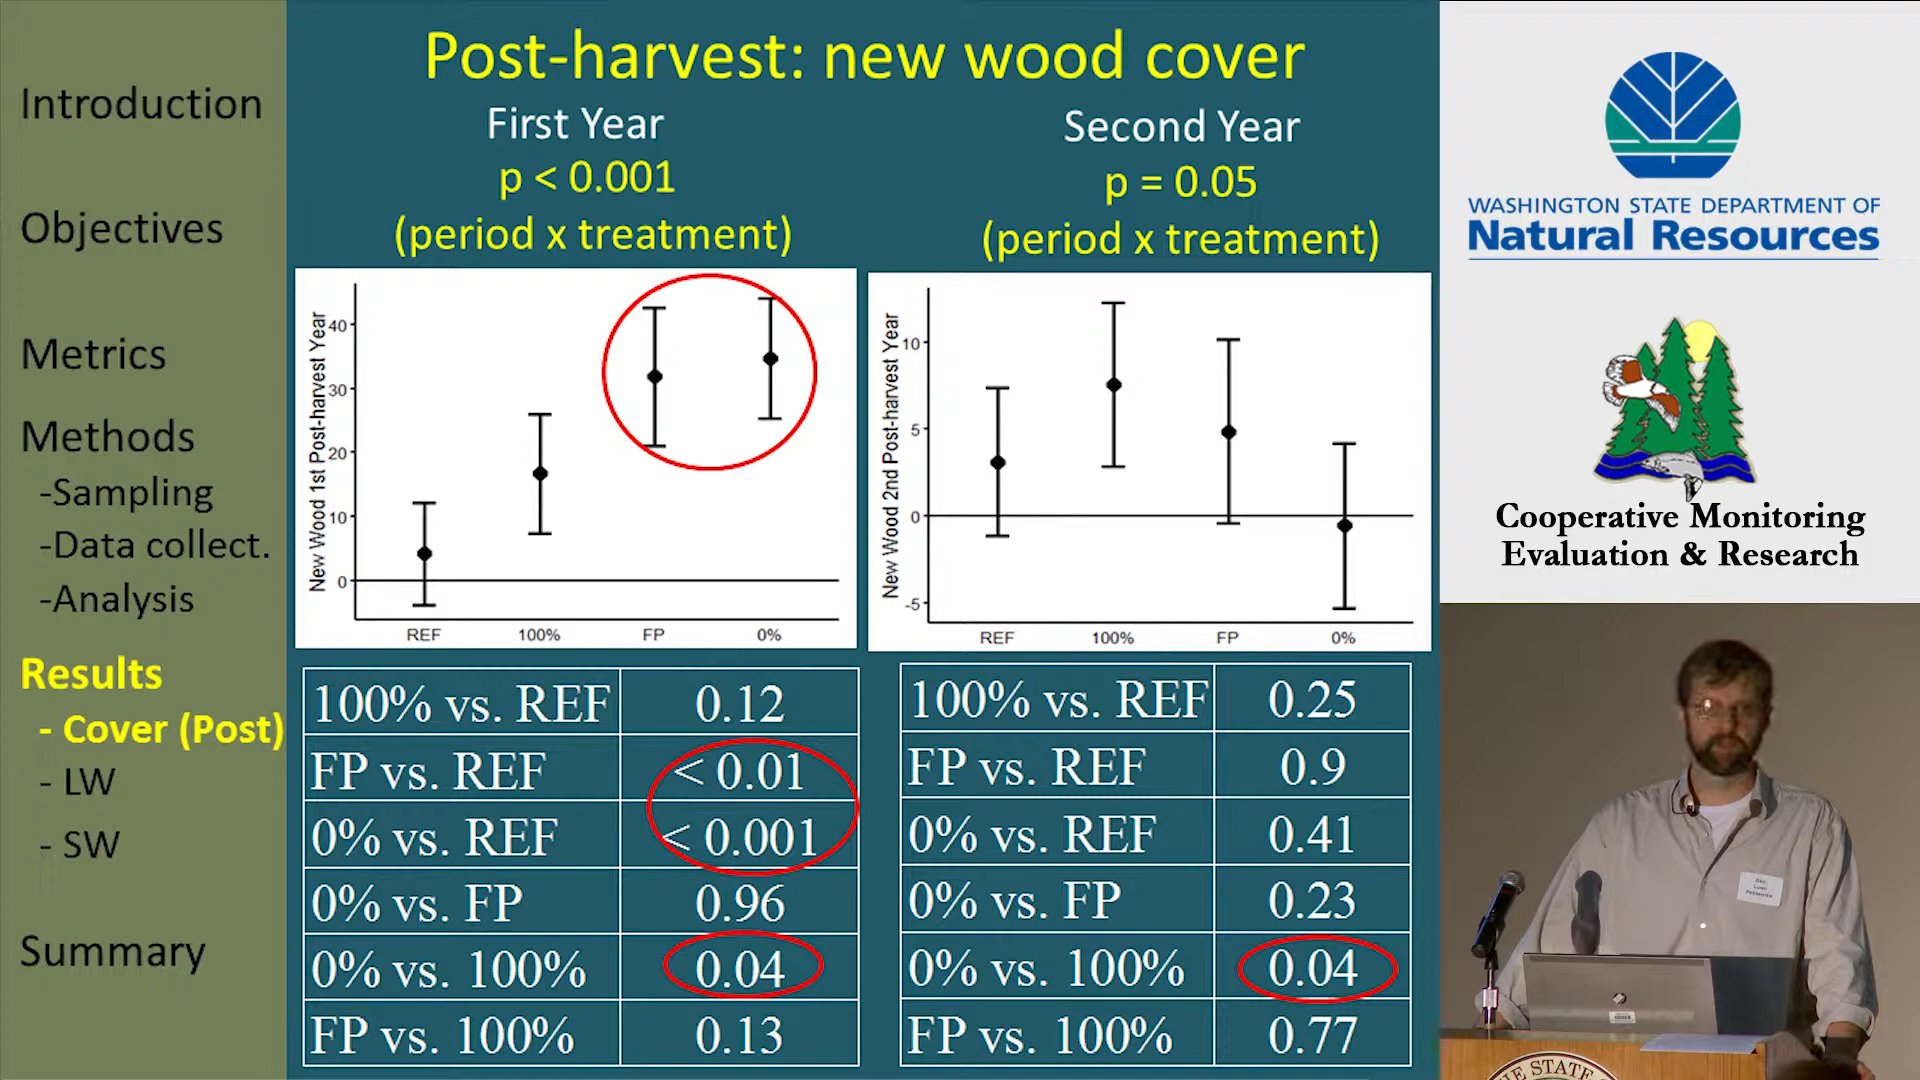 Introduction
Objectives
Metrics
Methods
-Sampling
-Data collect.
-Analysis
Results
- Cover (Post)
- LW
- SW
Summary
Post-harvest: new wood cover
First Year
p < 0.001
(period x treatment)
New Wood 1st Post-harvest Year
40
30
20
10
0
REF 100% FP 0%
100% vs. REF 0.12
FP vs. REF < 0.01
0% vs. REF < 0.001
0% vs. FP 0.96
0% vs. 100% 0.04
FP vs. 100% 0.13
Second Year
p = 0.05
(period x treatment)
New Wood 2nd Post-harvest Year
10
5
0
-5
REF 100% FP 0%
100% vs. REF 0.25
FP vs. REF 0.9
0% vs. REF 0.41
0% vs. FP 0.23
0% vs. 100% 0.04
FP vs. 100% 0.77
WASHINGTON STATE DEPARTMENT OF
Natural Resources
Cooperative Monitoring
Evaluation & Research
PRESENTER
THE STATE